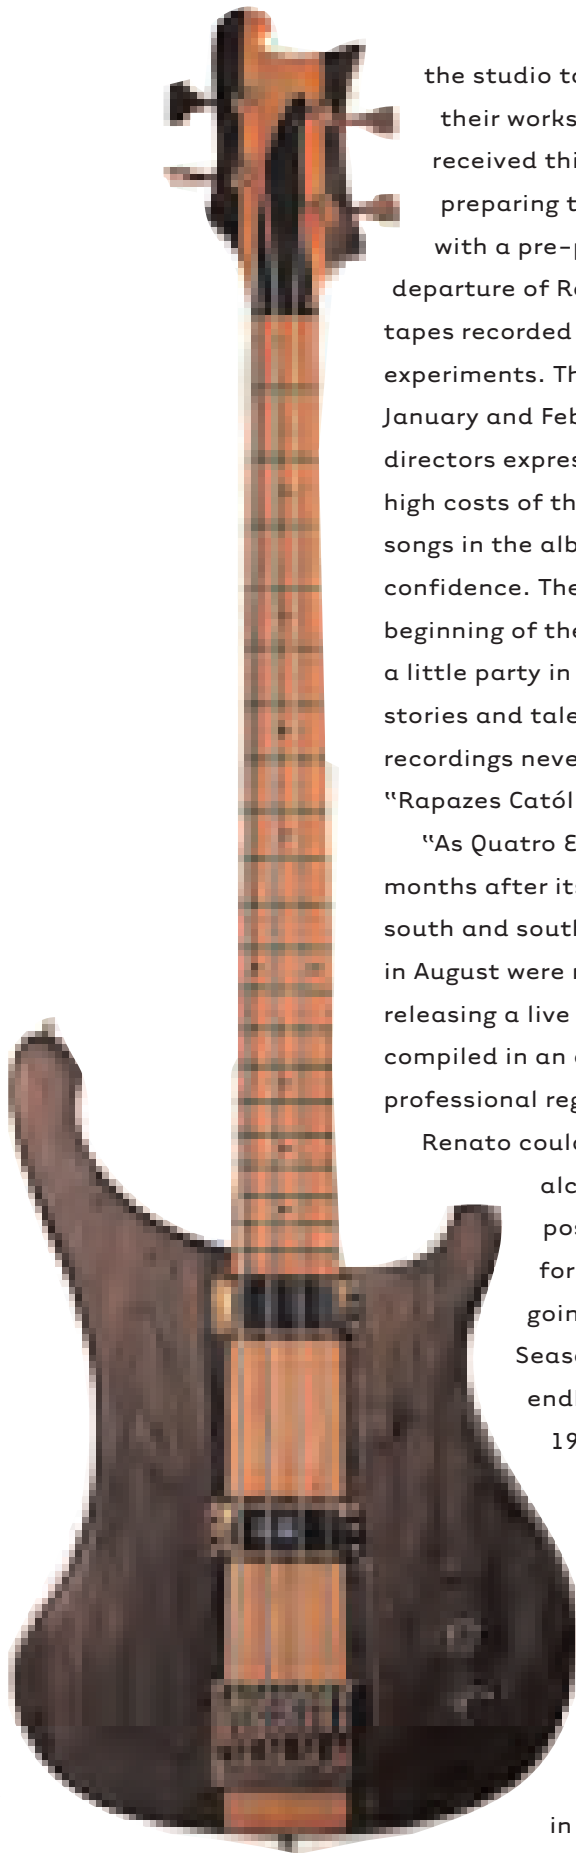 the studio to
their works
received thi
preparing t
with a pre-p
departure of Re
tapes recorded
experiments. Th
January and Feb
directors expres
high costs of th
songs in the alb
confidence. The
beginning of the
a little party in
stories and tale
recordings neve
"Rapazes Catól
"As Quatro E
months after its
south and south
in August were
releasing a live
compiled in an
professional reg
Renato could
alc
pos
for
goin
Seaso
endl
19
in